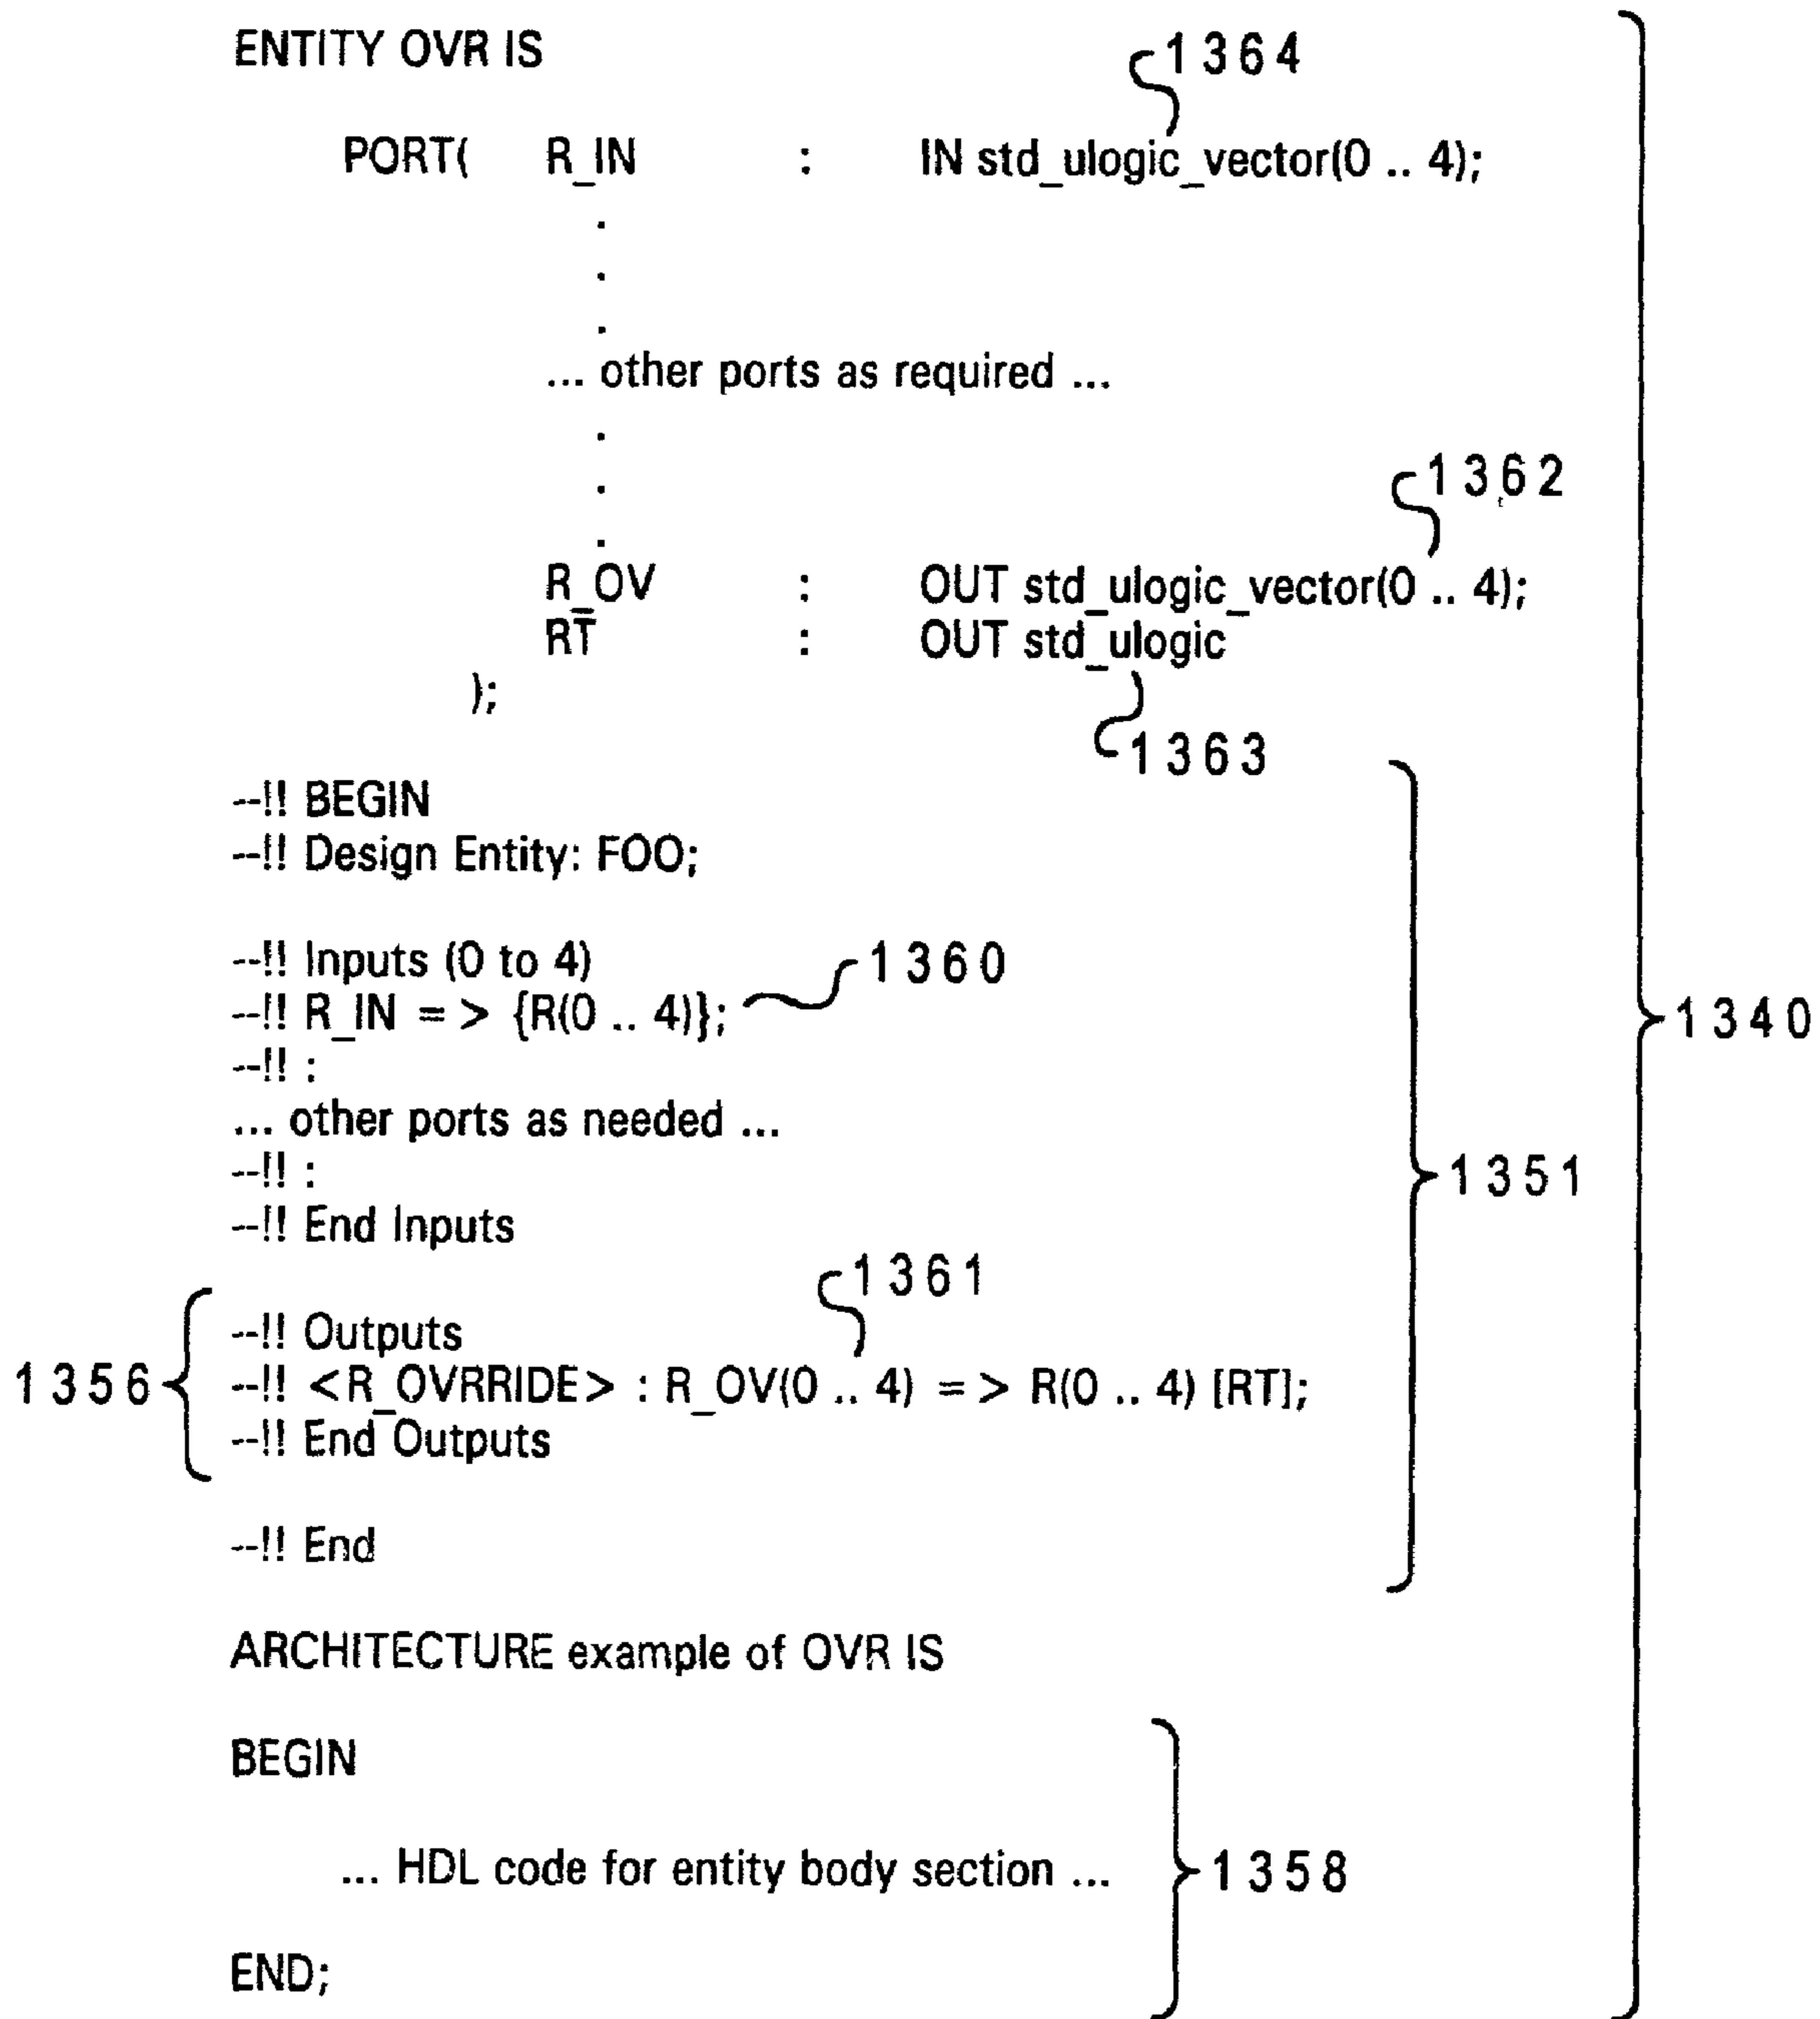 ENTITY OVR IS
1364
PORT( R_IN : IN std_ulogic_vector(0 .. 4);
.
.
.
... other ports as required ...
.
.
.
1362
R_OV : OUT std_ulogic_vector(0 .. 4);
RT : OUT std_ulogic
);
1363
--!! BEGIN
--!! Design Entity: FOO;
--!! Inputs (0 to 4)
1360
--!! R_IN = > {R(0 .. 4)};
1340
--!! :
... other ports as needed ...
--!! :
1351
--!! End Inputs
1361
--!! Outputs
1356
--!! <R_OVRRIDE> : R_OV(0 .. 4) = > R(0 .. 4) [RT];
--!! End Outputs
--!! End
ARCHITECTURE example of OVR IS
BEGIN
... HDL code for entity body section ...
1358
END;